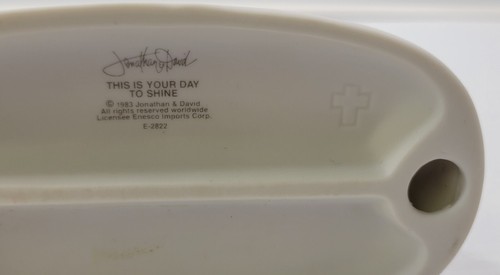 Jonathan & David
THIS IS YOUR DAY
TO SHINE
© 1983 Jonathan & David
All rights reserved worldwide
Licensee Enesco Imports Corp.
E-2822